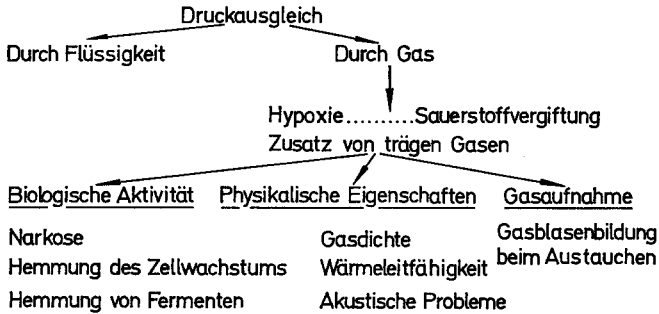 Druckausgleich
Durch Flüssigkeit
Durch Gas
Hypoxie..........Sauerstoffvergiftung
Zusatz von trägen Gasen
Biologische Aktivität
Physikalische Eigenschaften
Gasaufnahme
Narkose
Hemmung des Zellwachstums
Hemmung von Fermenten
Gasdichte
Wärmeleitfähigkeit
Akustische Probleme
Gasblasenbildung
beim Austauchen